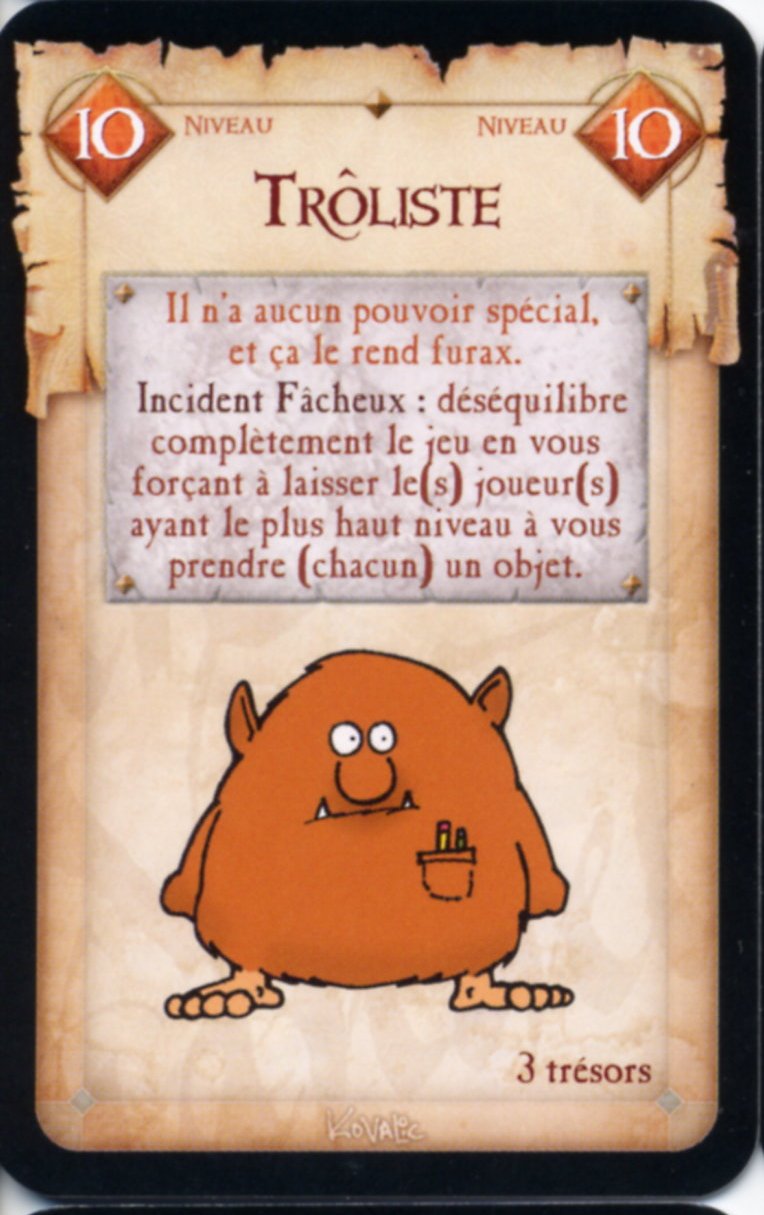 10 NIVEAU NIVEAU 10
TRÔLISTE
Il n'a aucun pouvoir spécial,
et ça le rend furax.
Incident Fâcheux : déséquilibre
complètement le jeu en vous
forçant à laisser le(s) joueur(s)
ayant le plus haut niveau à vous
prendre (chacun) un objet.
3 trésors
KOVALIC